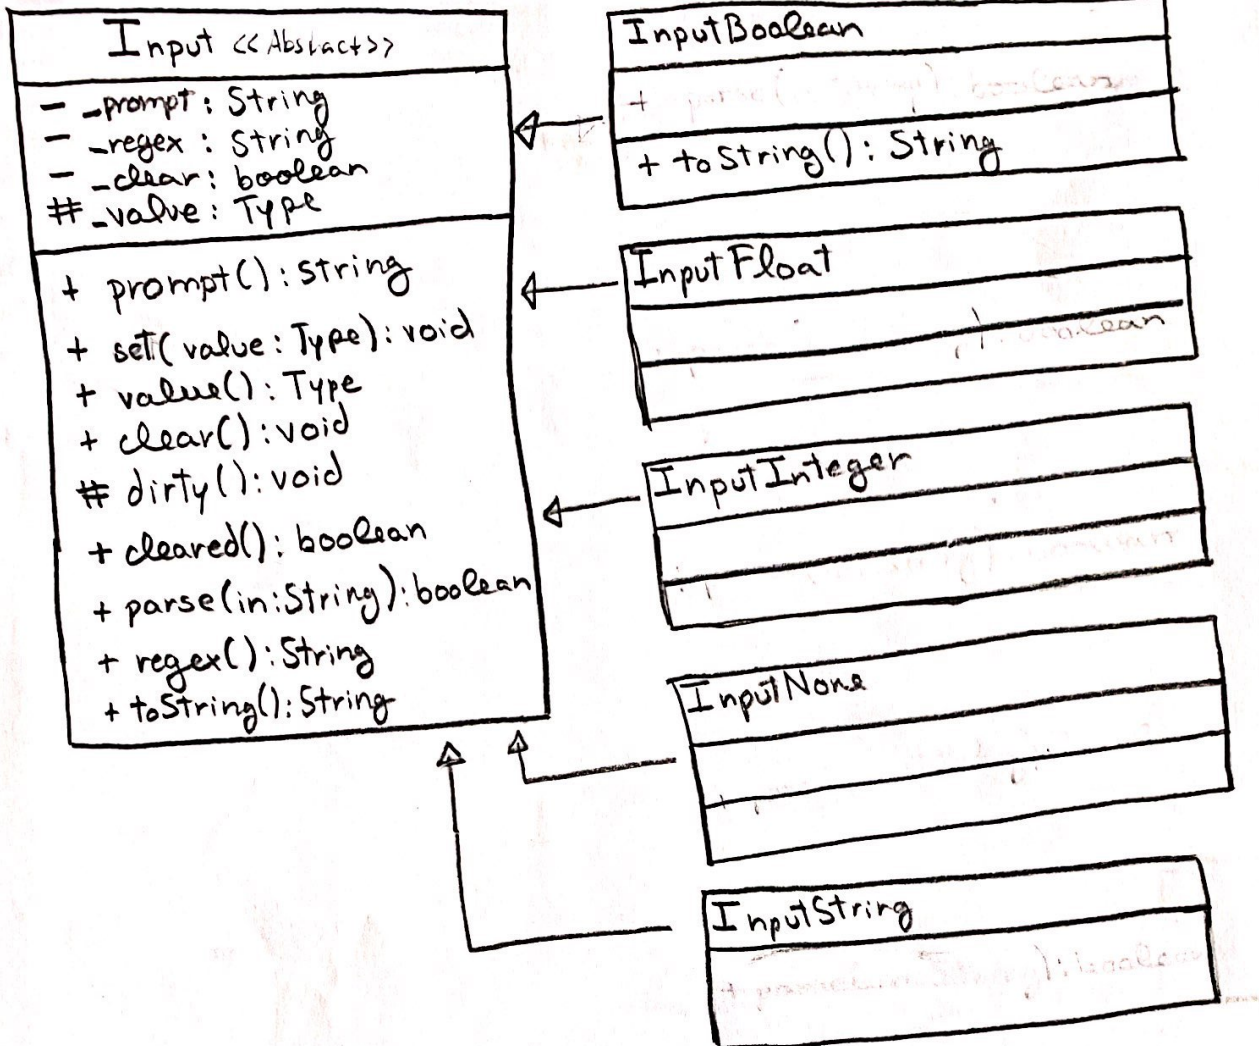 Input <<Abstact>>
- _prompt: String
- _regex: String
- _clear: boolean
# _value: Type
+ prompt(): String
+ set(value: Type): void
+ value(): Type
+ clear(): void
# dirty(): void
+ cleared(): boolean
+ parse(in:String): boolean
+ regex(): String
+ toString(): String
InputBoolean
+
+ toString(): String
InputFloat
boolean
InputInteger
InputNone
InputString